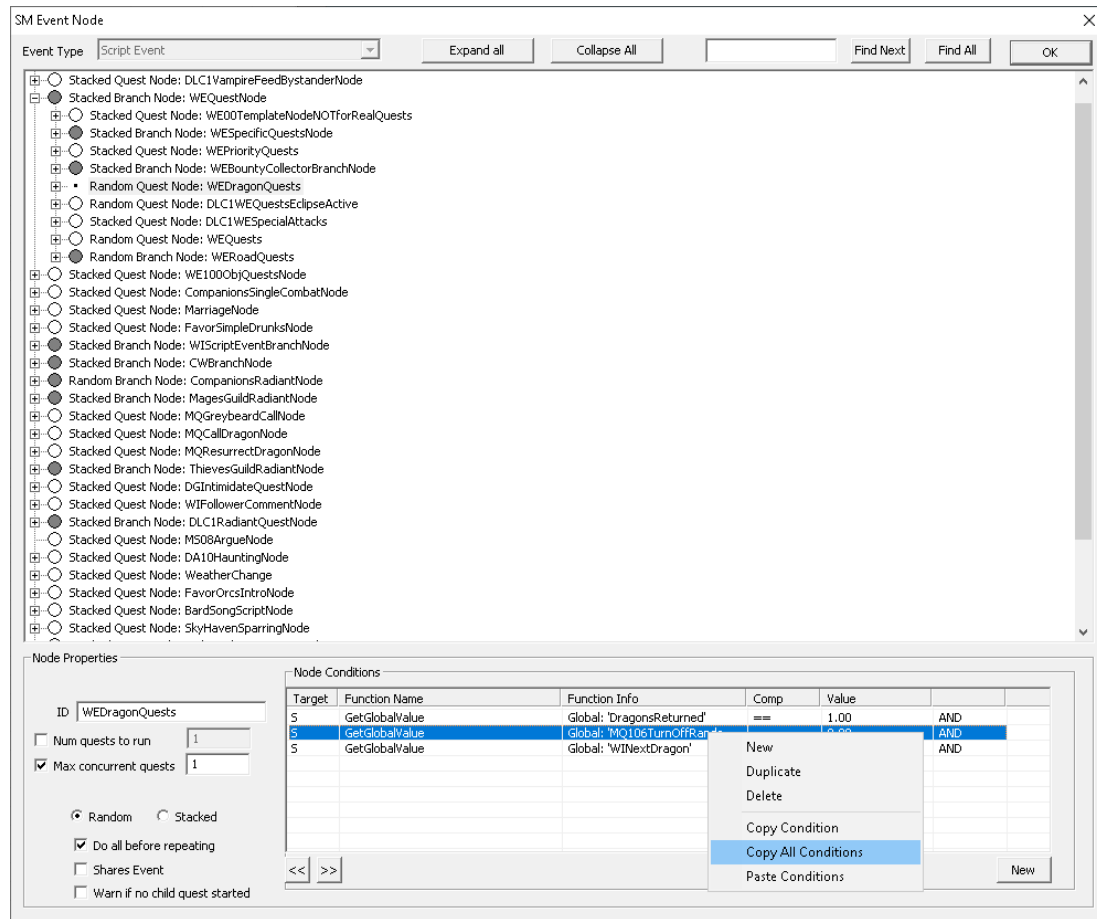 SM Event Node
Event Type Script Event Expand all Collapse All Find Next Find All OK
Stacked Quest Node: DLC1VampireFeedBystanderNode
Stacked Branch Node: WEQuestNode
Stacked Quest Node: WE00TemplateNodeNOTforRealQuests
Stacked Branch Node: WESpecificQuestsNode
Stacked Quest Node: WEPriorityQuests
Stacked Branch Node: WEBountyCollectorBranchNode
Random Quest Node: WEDragonQuests
Random Quest Node: DLC1WEQuestsEclipseActive
Stacked Quest Node: DLC1WESpecialAttacks
Random Quest Node: WEQuests
Random Branch Node: WERoadQuests
Stacked Quest Node: WE100ObjQuestsNode
Stacked Quest Node: CompanionsSingleCombatNode
Stacked Quest Node: MarriageNode
Stacked Quest Node: FavorSimpleDrunksNode
Stacked Branch Node: WIScriptEventBranchNode
Stacked Branch Node: CWBranchNode
Random Branch Node: CompanionsRadiantNode
Stacked Branch Node: MagesGuildRadiantNode
Stacked Quest Node: MQGreybeardCallNode
Stacked Quest Node: MQCallDragonNode
Stacked Quest Node: MQResurrectDragonNode
Stacked Branch Node: ThievesGuildRadiantNode
Stacked Quest Node: DGIntimidateQuestNode
Stacked Quest Node: WIFollowerCommentNode
Stacked Branch Node: DLC1RadiantQuestNode
Stacked Quest Node: MS08ArgueNode
Stacked Quest Node: DA10HauntingNode
Stacked Quest Node: WeatherChange
Stacked Quest Node: FavorOrcsIntroNode
Stacked Quest Node: BardSongScriptNode
Stacked Quest Node: SkyHavenSparringNode
Node Properties
ID WEDragonQuests
Num quests to run 1
Max concurrent quests 1
Random Stacked
Do all before repeating
Shares Event
Warn if no child quest started
Node Conditions
Target Function Name Function Info Comp Value
S GetGlobalValue Global: 'DragonsReturned' == 1.00 AND
S GetGlobalValue Global: 'MQ106TurnOffRando AND
S GetGlobalValue Global: 'WINextDragon' AND
New
Duplicate
Delete
Copy Condition
Copy All Conditions
Paste Conditions
<< >> New